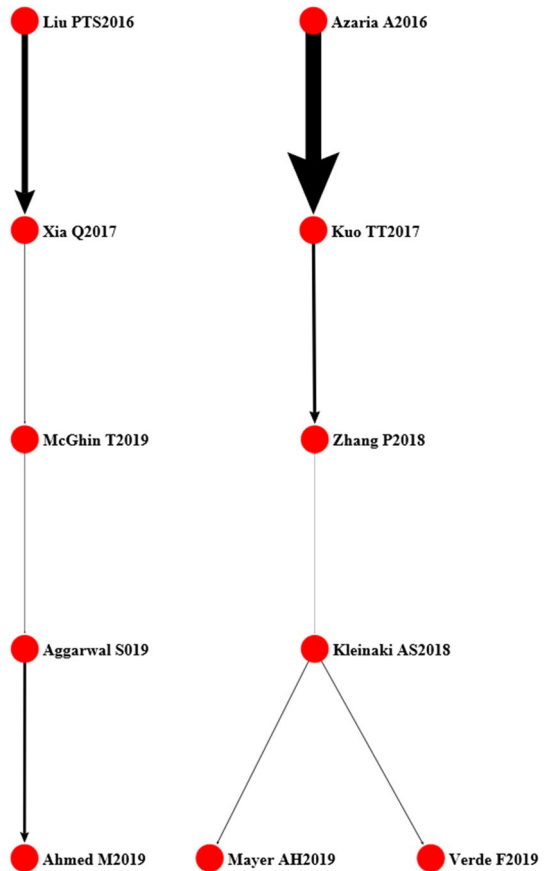 Liu PTS2016
Azaria A2016
Xia Q2017
Kuo TT2017
McGhin T2019
Zhang P2018
Aggarwal S019
Kleinaki AS2018
Ahmed M2019
Mayer AH2019
Verde F2019